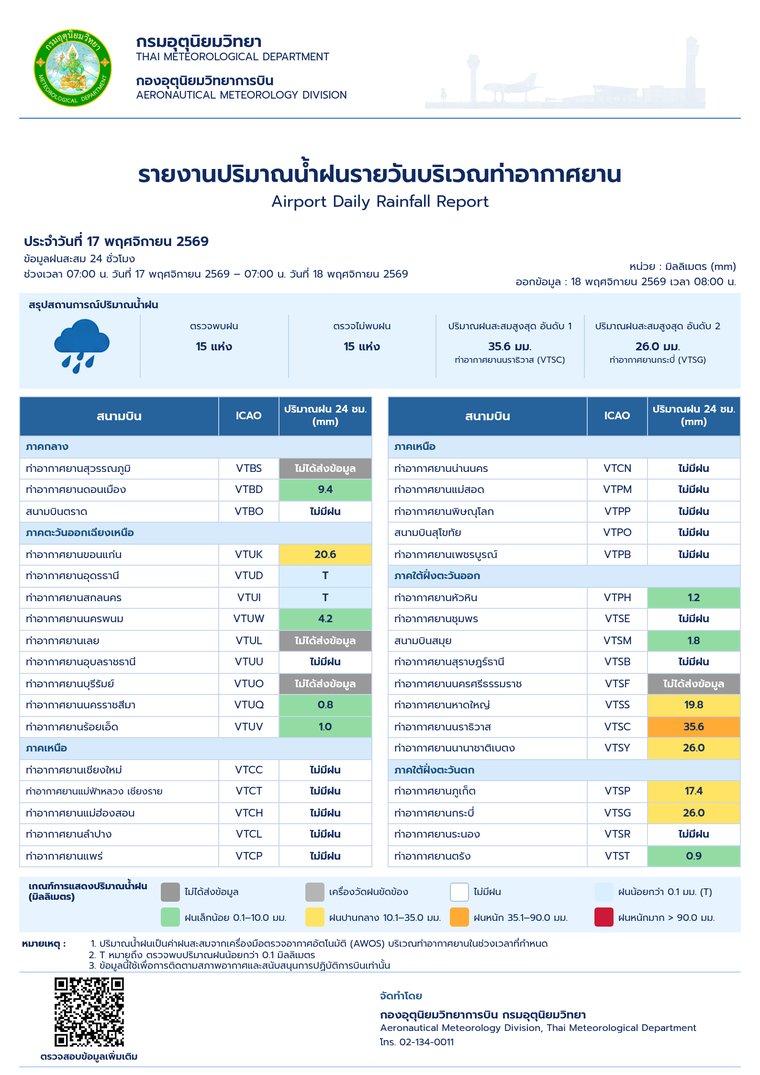 กรมอุตุนิยมวิทยา
METEOROLOGICAL DEPARTMENT
กรมอุตุนิยมวิทยา
THAI METEOROLOGICAL DEPARTMENT
กองอุตุนิยมวิทยาการบิน
AERONAUTICAL METEOROLOGY DIVISION
รายงานปริมาณน้ำฝนรายวันบริเวณท่าอากาศยาน
Airport Daily Rainfall Report
ประจำวันที่ 17 พฤศจิกายน 2569
ข้อมูลฝนสะสม 24 ชั่วโมง
ช่วงเวลา 07:00 น. วันที่ 17 พฤศจิกายน 2569 – 07:00 น. วันที่ 18 พฤศจิกายน 2569
หน่วย : มิลลิเมตร (mm)
ออกข้อมูล : 18 พฤศจิกายน 2569 เวลา 08:00 น.
สรุปสถานการณ์ปริมาณน้ำฝน
ตรวจพบฝน
15 แห่ง
ตรวจไม่พบฝน
15 แห่ง
ปริมาณฝนสะสมสูงสุด อันดับ 1
35.6 มม.
ท่าอากาศยานนราธิวาส (VTSC)
ปริมาณฝนสะสมสูงสุด อันดับ 2
26.0 มม.
ท่าอากาศยานกระบี่ (VTSG)
สนามบิน ICAO ปริมาณฝน 24 ชม. (mm)
ภาคกลาง
ท่าอากาศยานสุวรรณภูมิ VTBS ไม่ได้ส่งข้อมูล
ท่าอากาศยานดอนเมือง VTBD 9.4
สนามบินตราด VTBO ไม่มีฝน
ภาคตะวันออกเฉียงเหนือ
ท่าอากาศยานขอนแก่น VTUK 20.6
ท่าอากาศยานอุดรธานี VTUD T
ท่าอากาศยานสกลนคร VTUI T
ท่าอากาศยานนครพนม VTUW 4.2
ท่าอากาศยานเลย VTUL ไม่ได้ส่งข้อมูล
ท่าอากาศยานอุบลราชธานี VTUU ไม่มีฝน
ท่าอากาศยานบุรีรัมย์ VTUO ไม่ได้ส่งข้อมูล
ท่าอากาศยานนครราชสีมา VTUQ 0.8
ท่าอากาศยานร้อยเอ็ด VTUV 1.0
ภาคเหนือ
ท่าอากาศยานเชียงใหม่ VTCC ไม่มีฝน
ท่าอากาศยานแม่ฟ้าหลวง เชียงราย VTCT ไม่มีฝน
ท่าอากาศยานแม่ฮ่องสอน VTCH ไม่มีฝน
ท่าอากาศยานลำปาง VTCL ไม่มีฝน
ท่าอากาศยานแพร่ VTCP ไม่มีฝน
สนามบิน ICAO ปริมาณฝน 24 ชม. (mm)
ภาคเหนือ
ท่าอากาศยานน่านนคร VTCN ไม่มีฝน
ท่าอากาศยานแม่สอด VTPM ไม่มีฝน
ท่าอากาศยานพิษณุโลก VTPP ไม่มีฝน
สนามบินสุโขทัย VTPO ไม่มีฝน
ท่าอากาศยานเพชรบูรณ์ VTPB ไม่มีฝน
ภาคใต้ฝั่งตะวันออก
ท่าอากาศยานหัวหิน VTPH 1.2
ท่าอากาศยานชุมพร VTSE ไม่มีฝน
สนามบินสมุย VTSM 1.8
ท่าอากาศยานสุราษฎร์ธานี VTSB ไม่มีฝน
ท่าอากาศยานนครศรีธรรมราช VTSF ไม่ได้ส่งข้อมูล
ท่าอากาศยานหาดใหญ่ VTSS 19.8
ท่าอากาศยานนราธิวาส VTSC 35.6
ท่าอากาศยานนานาชาติเบตง VTSY 26.0
ภาคใต้ฝั่งตะวันตก
ท่าอากาศยานภูเก็ต VTSP 17.4
ท่าอากาศยานกระบี่ VTSG 26.0
ท่าอากาศยานระนอง VTSR ไม่มีฝน
ท่าอากาศยานตรัง VTST 0.9
เกณฑ์การแสดงปริมาณน้ำฝน
(มิลลิเมตร)
ไม่ได้ส่งข้อมูล เครื่องวัดฝนขัดข้อง ไม่มีฝน ฝนน้อยกว่า 0.1 มม. (T)
ฝนเล็กน้อย 0.1–10.0 มม. ฝนปานกลาง 10.1–35.0 มม. ฝนหนัก 35.1–90.0 มม. ฝนหนักมาก > 90.0 มม.
หมายเหตุ : 1. ปริมาณน้ำฝนเป็นค่าฝนสะสมจากเครื่องมือตรวจอากาศอัตโนมัติ (AWOS) บริเวณท่าอากาศยานในช่วงเวลาที่กำหนด
2. T หมายถึง ตรวจพบปริมาณฝนน้อยกว่า 0.1 มิลลิเมตร
3. ข้อมูลนี้ใช้เพื่อการติดตามสภาพอากาศและสนับสนุนการปฏิบัติการบินเท่านั้น
ตรวจสอบข้อมูลเพิ่มเติม
จัดทำโดย
กองอุตุนิยมวิทยาการบิน กรมอุตุนิยมวิทยา
Aeronautical Meteorology Division, Thai Meteorological Department
โทร. 02-134-0011